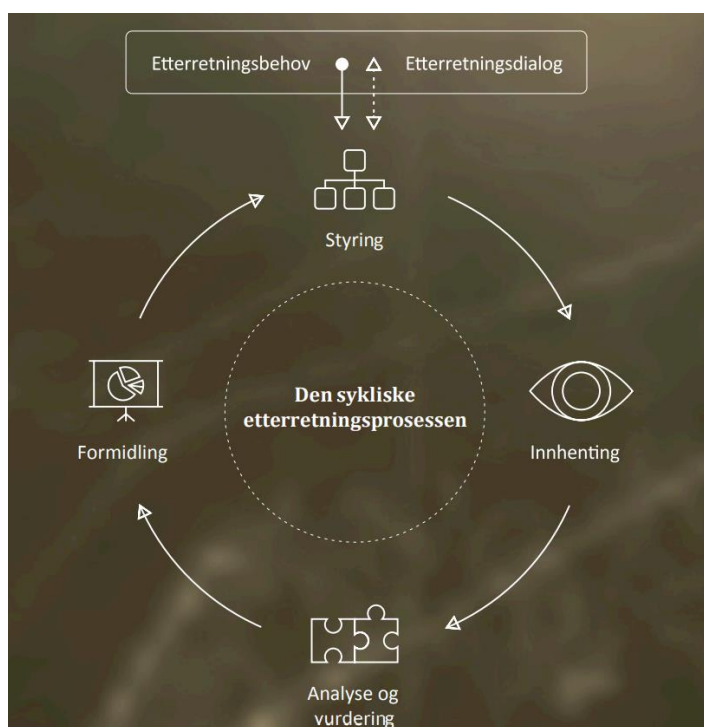 Etterretningsbehov Etterretningsdialog
Styring
Den sykliske
etterretningsprosessen
Formidling
Innhenting
Analyse og
vurdering